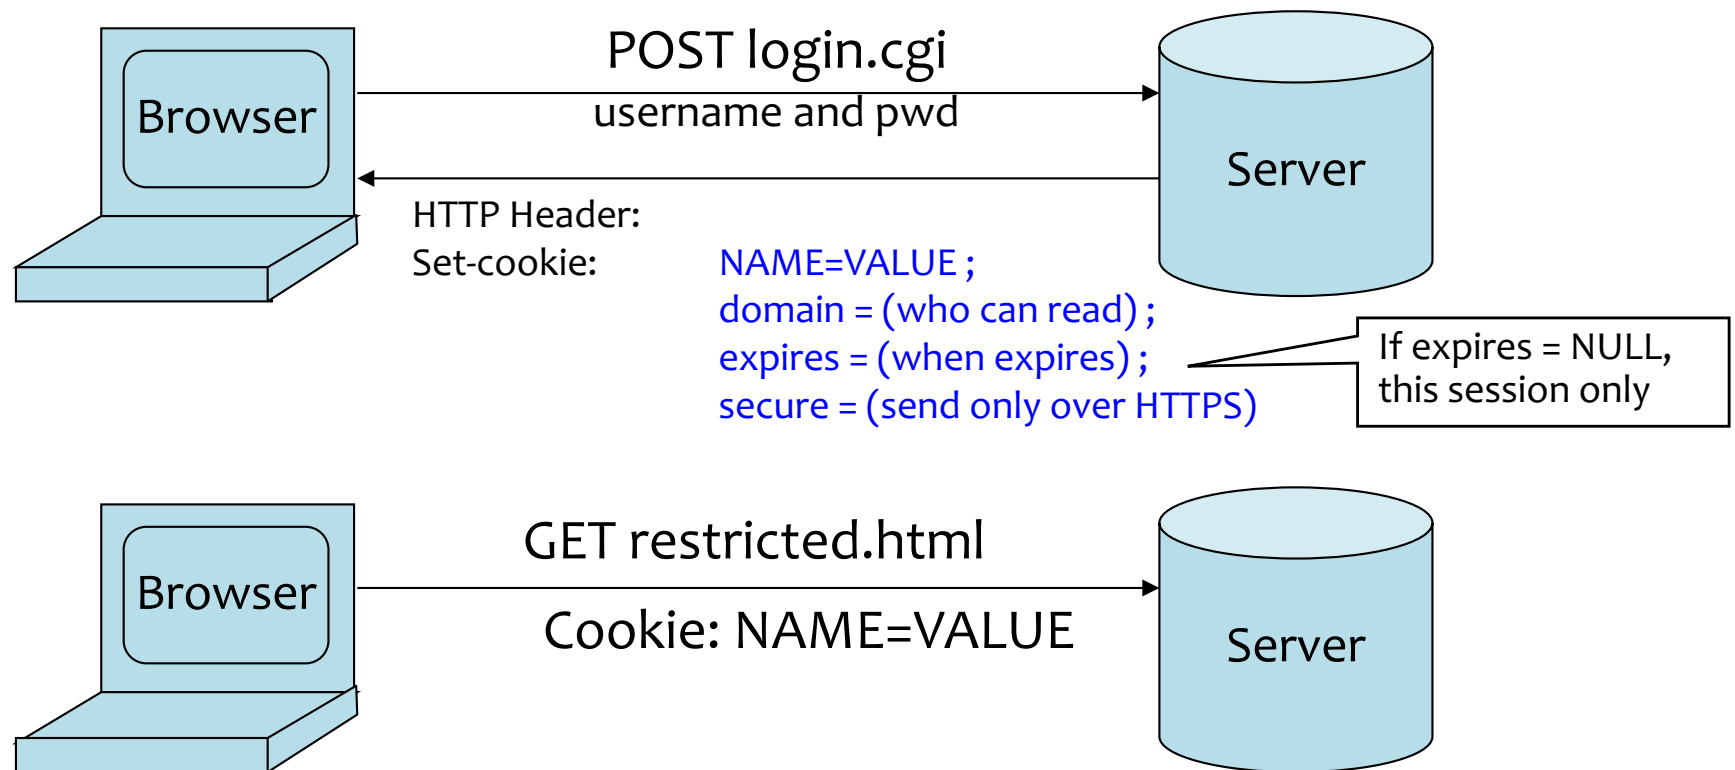 POST login.cgi
Browser
username and pwd
Server
HTTP Header:
Set-cookie: NAME=VALUE ;
domain = (who can read) ;
expires = (when expires) ;
secure = (send only over HTTPS)
If expires = NULL,
this session only
GET restricted.html
Browser
Cookie: NAME=VALUE
Server